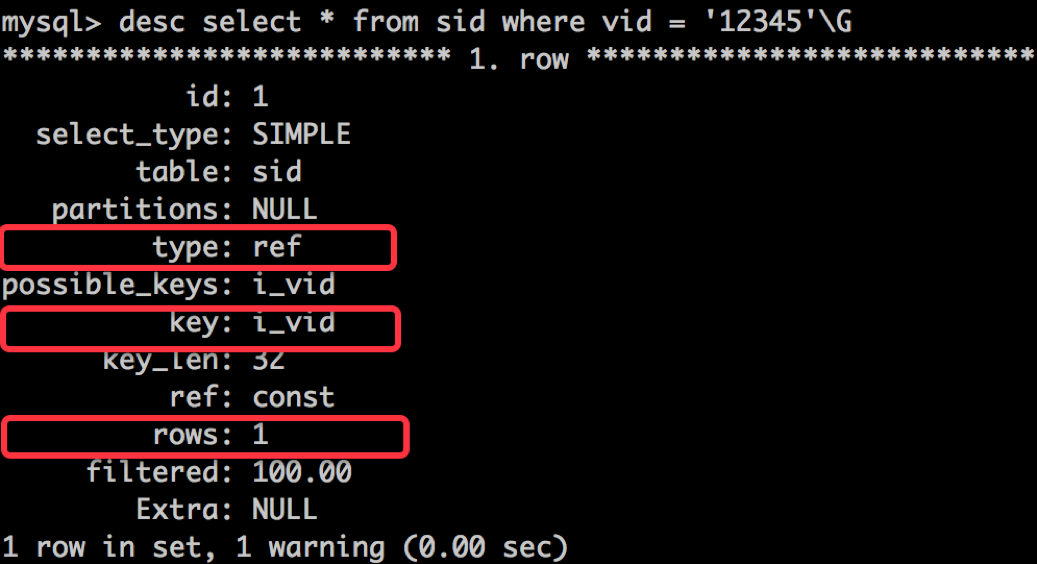 mysql> desc select * from sid where vid = '12345'\G
*************************** 1. row ***************************
id: 1
select_type: SIMPLE
table: sid
partitions: NULL
type: ref
possible_keys: i_vid
key: i_vid
key_len: 32
ref: const
rows: 1
filtered: 100.00
Extra: NULL
1 row in set, 1 warning (0.00 sec)